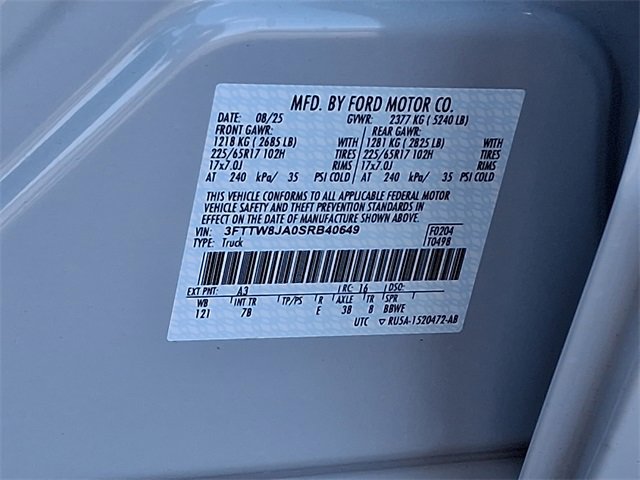 MFD. BY FORD MOTOR CO.
DATE: 08/25 GVWR: 2377 KG ( 5240 LB)
FRONT GAWR: REAR GAWR:
1218 KG ( 2685 LB) WITH 1281 KG ( 2825 LB) WITH
225/65R17 102H TIRES 225/65R17 102H TIRES
17x7.0J RIMS 17x7.0J RIMS
AT 240 kPa/ 35 PSI COLD AT 240 kPa/ 35 PSI COLD
THIS VEHICLE CONFORMS TO ALL APPLICABLE FEDERAL MOTOR
VEHICLE SAFETY AND THEFT PREVENTION STANDARDS IN
EFFECT ON THE DATE OF MANUFACTURE SHOWN ABOVE.
VIN: 3FTTW8JA0SRB40649 F0204
TYPE: Truck T0498
EXT PNT: A3 RC: 16 DSO:
WB INT TR TP/PS R AXLE TR SPR
121 7B E 38 8 BBWE
UTC ▽ RU5A-1520472-AB